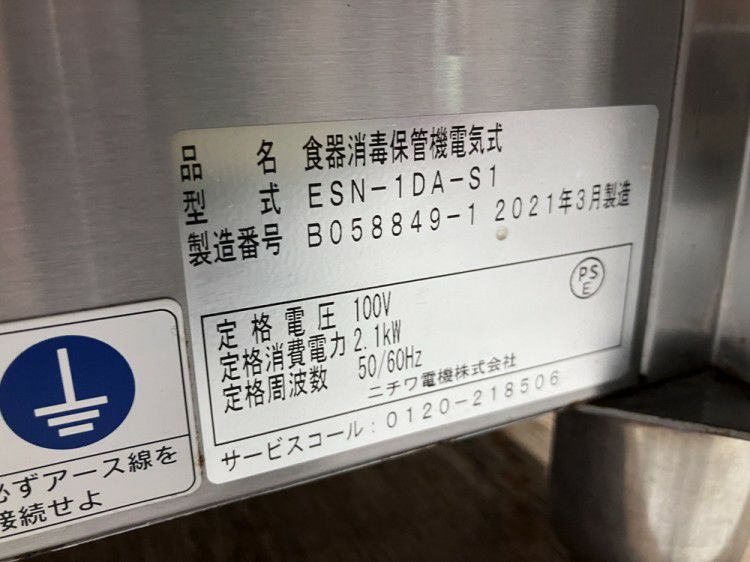 品名 食器消毒保管機電気式
型式 ESN-1DA-S1
製造番号 B058849-1 2021年3月製造
PS
E
定格電圧 100V
定格消費電力 2.1kW
定格周波数 50/60Hz
ニチワ電機株式会社
サービスコール:0120-218506
必ずアース線を
接続せよ